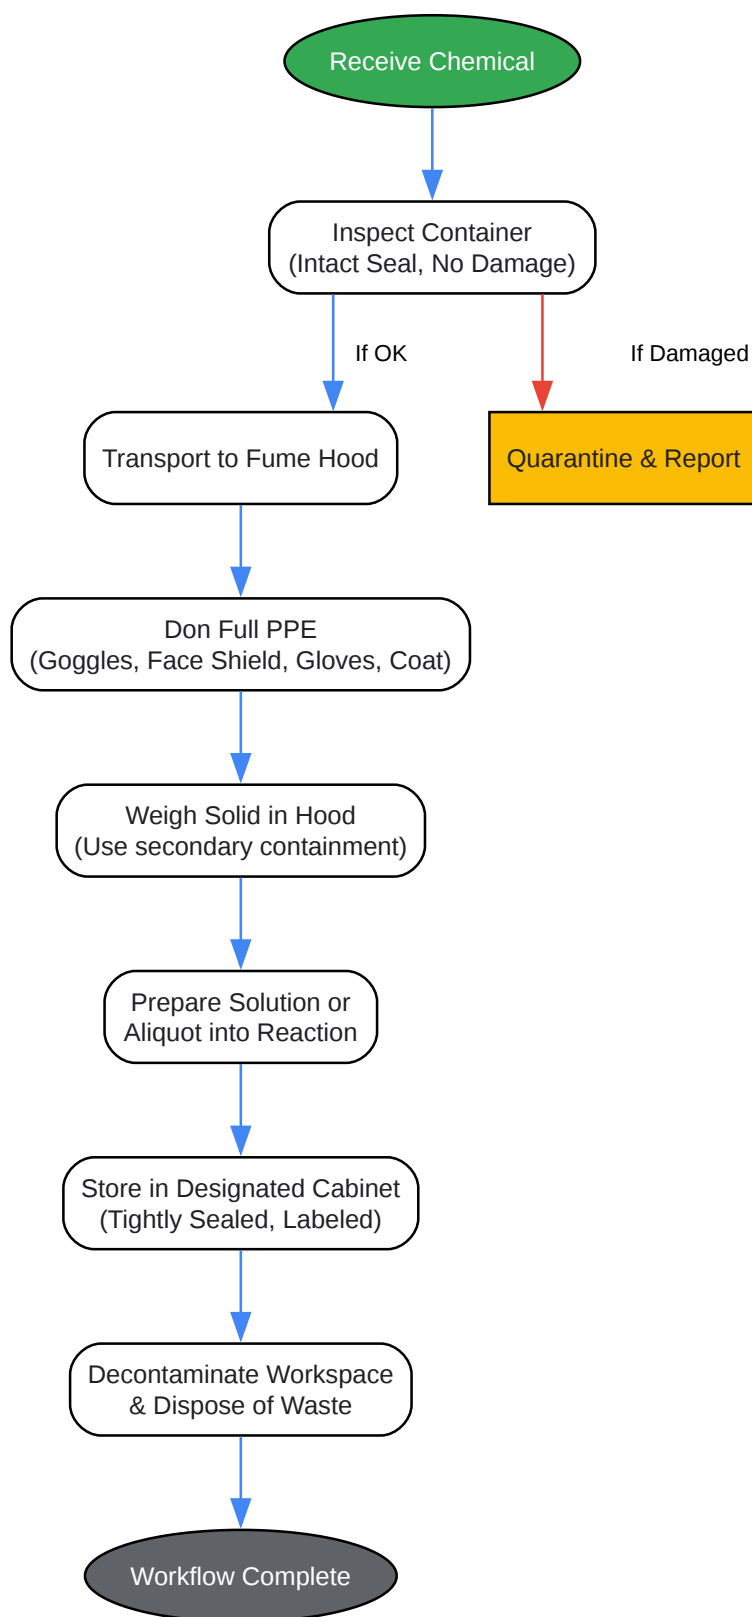 Receive Chemical
Inspect Container
(Intact Seal, No Damage)
If OK
If Damaged
Transport to Fume Hood
Quarantine & Report
Don Full PPE
(Goggles, Face Shield, Gloves, Coat)
Weigh Solid in Hood
(Use secondary containment)
Prepare Solution or
Aliquot into Reaction
Store in Designated Cabinet
(Tightly Sealed, Labeled)
Decontaminate Workspace
& Dispose of Waste
Workflow Complete